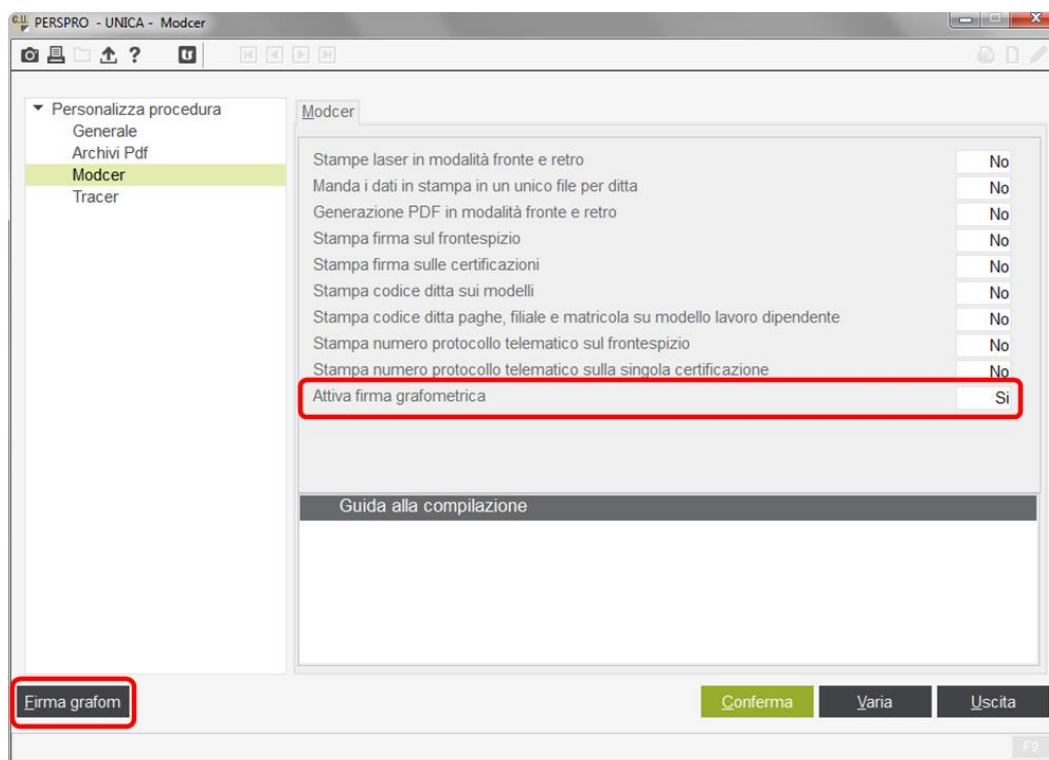 C.U. PERSPRO - UNICA - Modcer
?
Personalizza procedura
Generale
Archivi Pdf
Modcer
Tracer
Modcer
Stampe laser in modalità fronte e retro No
Manda i dati in stampa in un unico file per ditta No
Generazione PDF in modalità fronte e retro No
Stampa firma sul frontespizio No
Stampa firma sulle certificazioni No
Stampa codice ditta sui modelli No
Stampa codice ditta paghe, filiale e matricola su modello lavoro dipendente No
Stampa numero protocollo telematico sul frontespizio No
Stampa numero protocollo telematico sulla singola certificazione No
Attiva firma grafometrica Si
Guida alla compilazione
Firma grafom Conferma Varia Uscita
F9